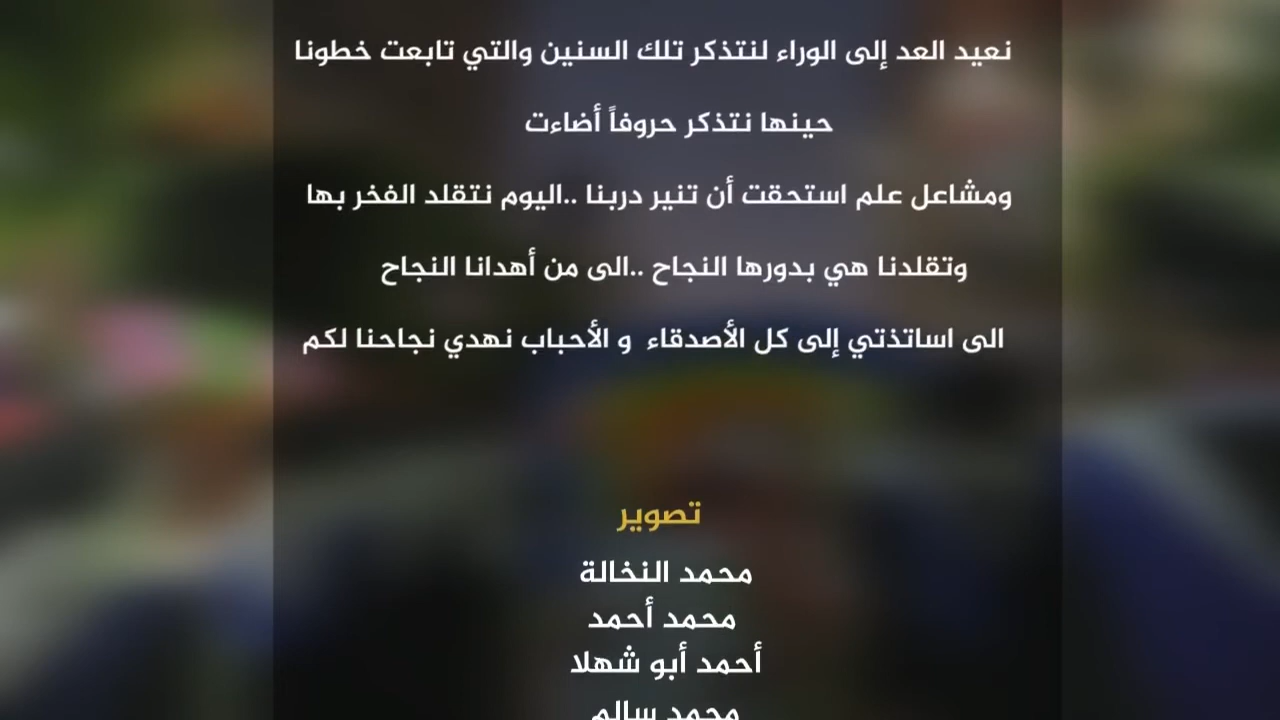 نعيد العد إلى الوراء لنتذكر تلك السنين والتي تابعت خطونا
حينها نتذكر حروفاً أضاءت
ومشاعل علم استحقت أن تنير دربنا ..اليوم نتقلد الفخر بها
وتقلدنا هي بدورها النجاح ..الى من أهدانا النجاح
الى اساتذتي إلى كل الأصدقاء و الأحباب نهدي نجاحنا لكم
تصوير
محمد النخالة
محمد أحمد
أحمد أبو شهلا
محمد سالم